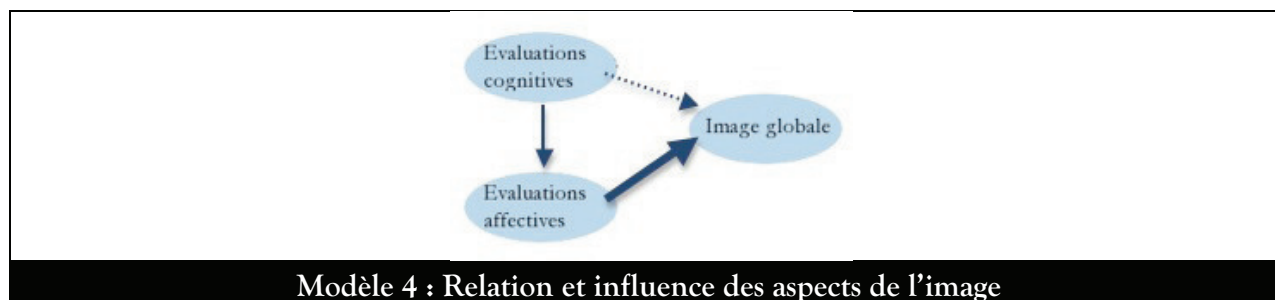 Evaluations
cognitives
Image globale
Evaluations
affectives
Modèle 4 : Relation et influence des aspects de l'image